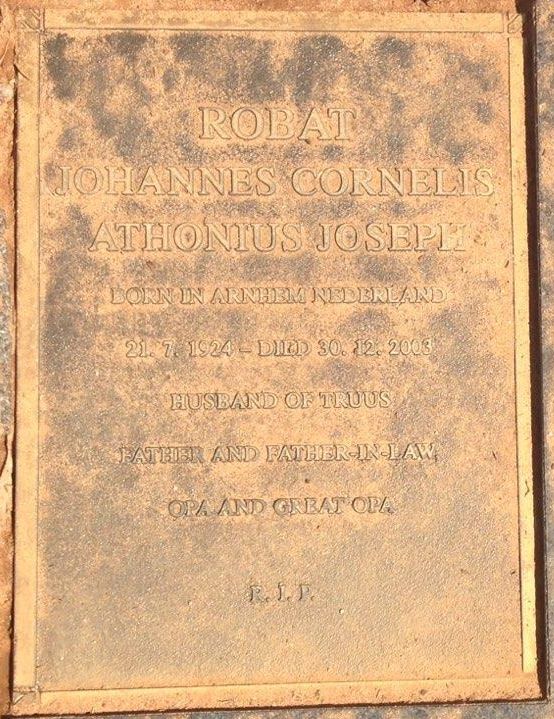 ROBAT
JOHANNES CORNELIS
ATHONIUS JOSEPH
BORN IN ARNHEM NEDERLAND
21. 7. 1924 – DIED 30. 12. 2003
HUSBAND OF TRUUS
FATHER AND FATHER-IN-LAW
OPA AND GREAT OPA
R. I. P.